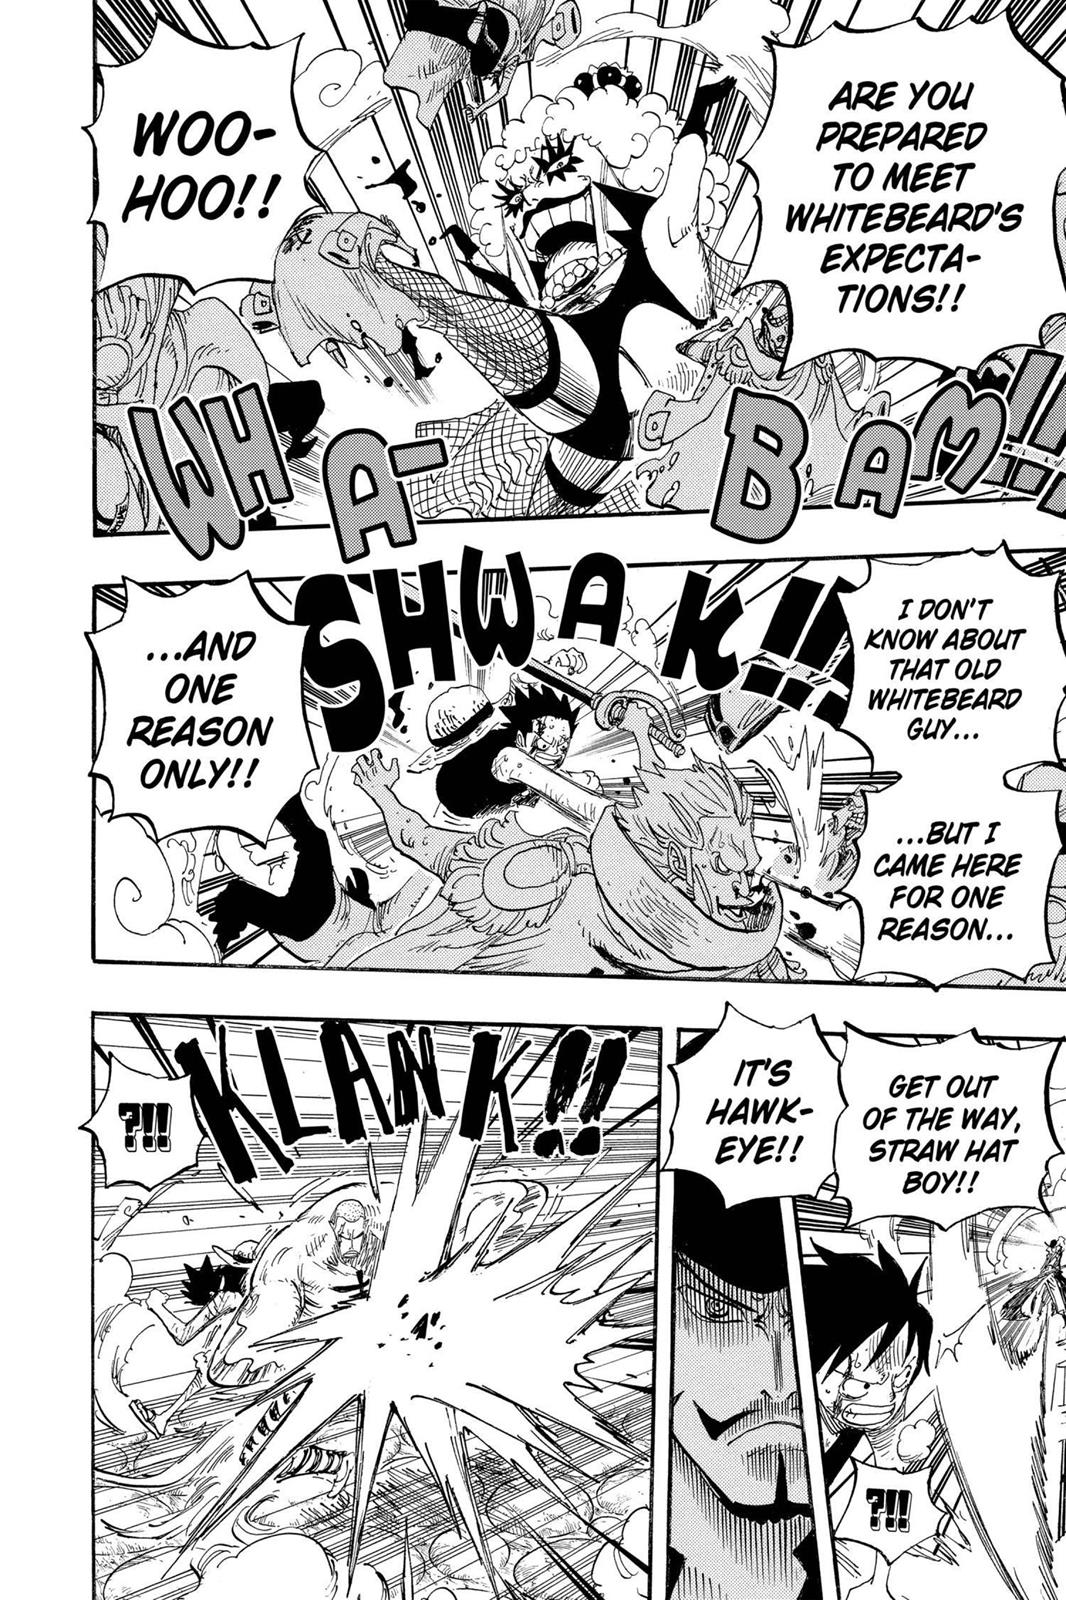 ARE YOU
PREPARED
TO MEET
WHITEBEARD'S
EXPECTA-
TIONS!!
WOO-
HOO!!
WHA-BAM!!!
I DON'T
KNOW ABOUT
THAT OLD
WHITEBEARD
GUY...
...BUT I
CAME HERE
FOR ONE
REASON...
SHWAK!!!
...AND
ONE
REASON
ONLY!!
GET OUT
OF THE WAY,
STRAW HAT
BOY!!
?!!
IT'S
HAWK-
EYE!!
KLANK!!
?!!